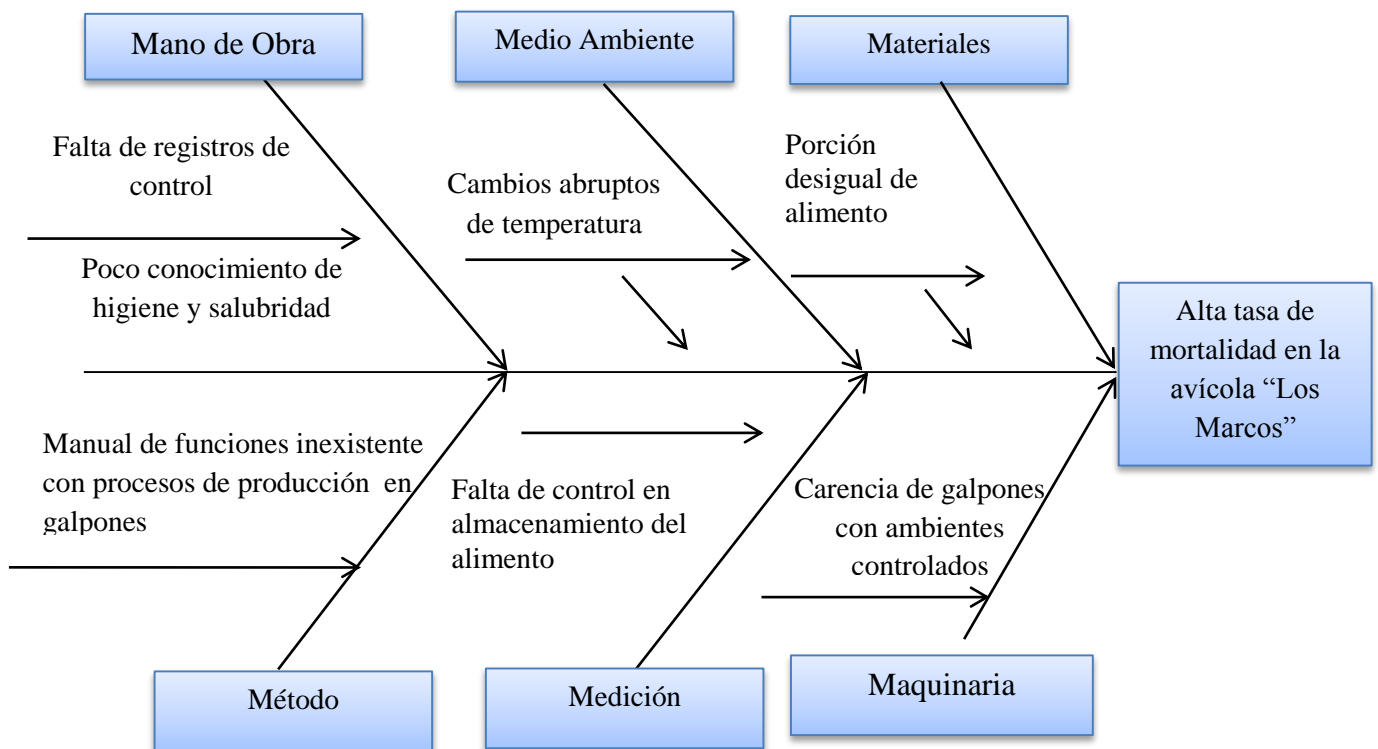 Mano de Obra
Medio Ambiente
Materiales
Falta de registros de
control
Poco conocimiento de
higiene y salubridad
Cambios abruptos
de temperatura
Porción
desigual de
alimento
Alta tasa de
mortalidad en la
avícola “Los
Marcos”
Manual de funciones inexistente
con procesos de producción en
galpones
Falta de control en
almacenamiento del
alimento
Carencia de galpones
con ambientes
controlados
Método
Medición
Maquinaria